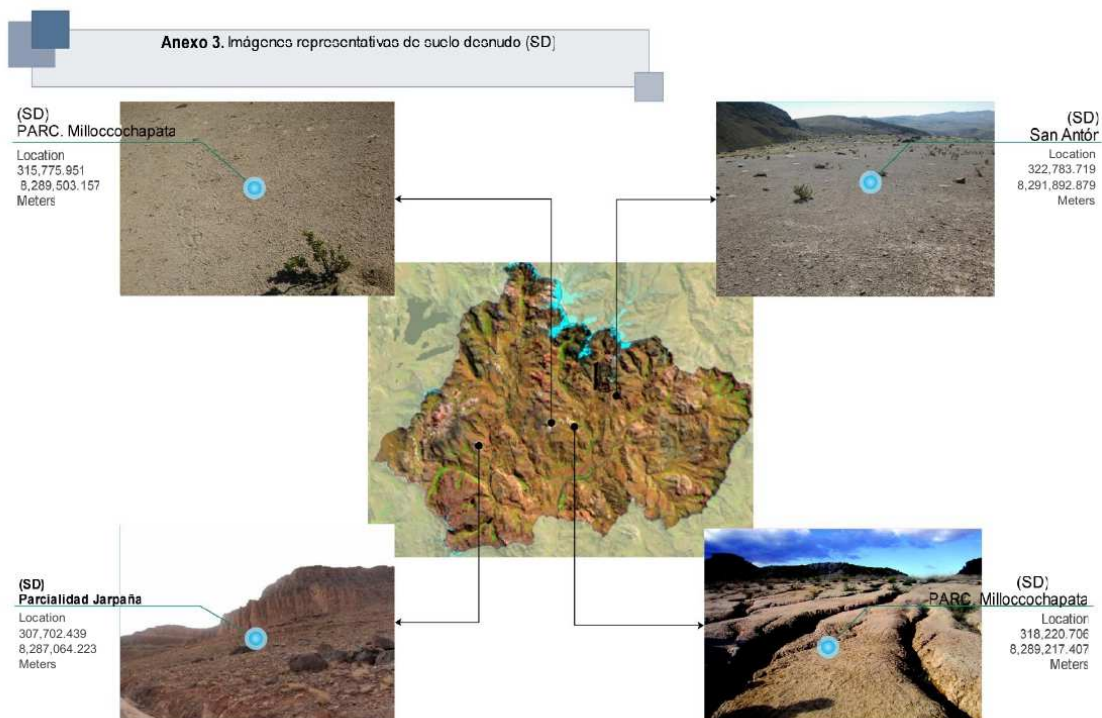 Anexo 3. Imágenes representativas de suelo desnudo (SD)
(SD)
PARC. Milloccochapata
Location
315,775.951
8,289,503.157
Meters
(SD)
San Antón
Location
322,783.719
8,291,892.879
Meters
(SD)
Parcialidad Jarpaña
Location
307,702.439
8,287,064.223
Meters
(SD)
PARC. Milloccochapata
Location
318,220.706
8,289,217.407
Meters